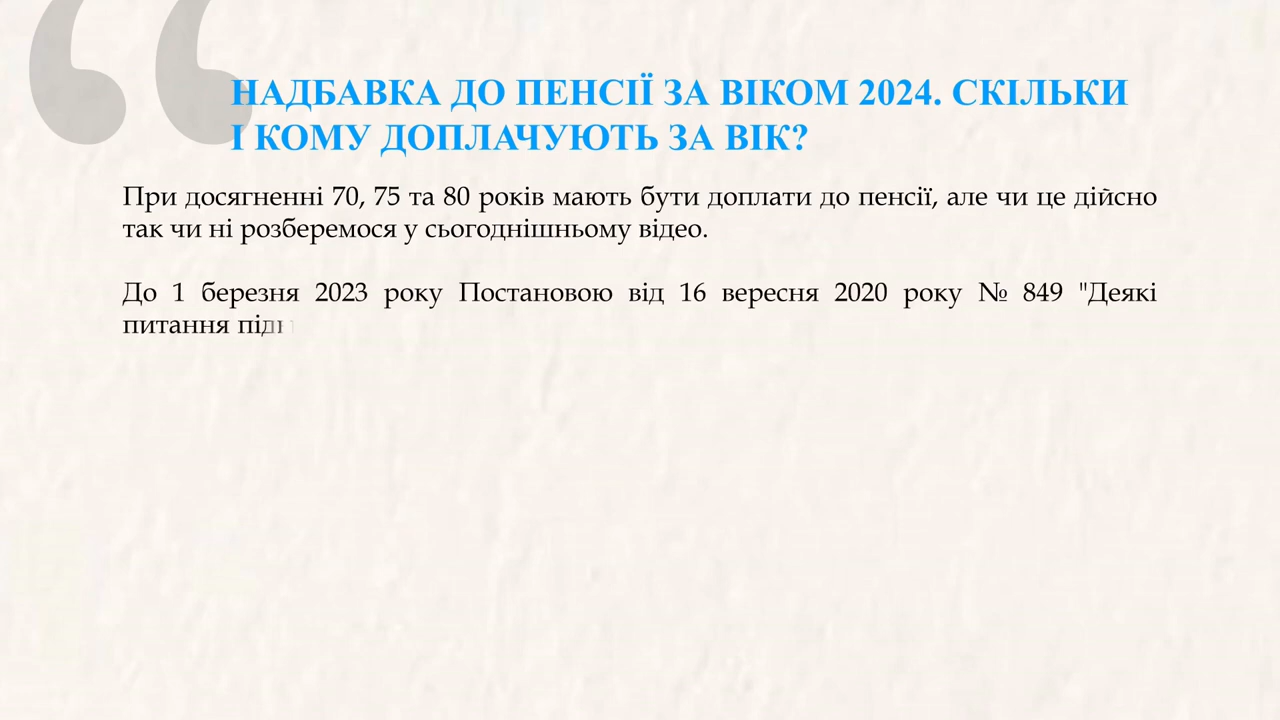 НАДБАВКА ДО ПЕНСІЇ ЗА ВІКОМ 2024. СКІЛЬКИ
І КОМУ ДОПЛАЧУЮТЬ ЗА ВІК?
При досягненні 70, 75 та 80 років мають бути доплати до пенсії, але чи це дійсно
так чи ні розберемося у сьогоднішньому відео.
До 1 березня 2023 року Постановою від 16 вересня 2020 року № 849 "Деякі
питання